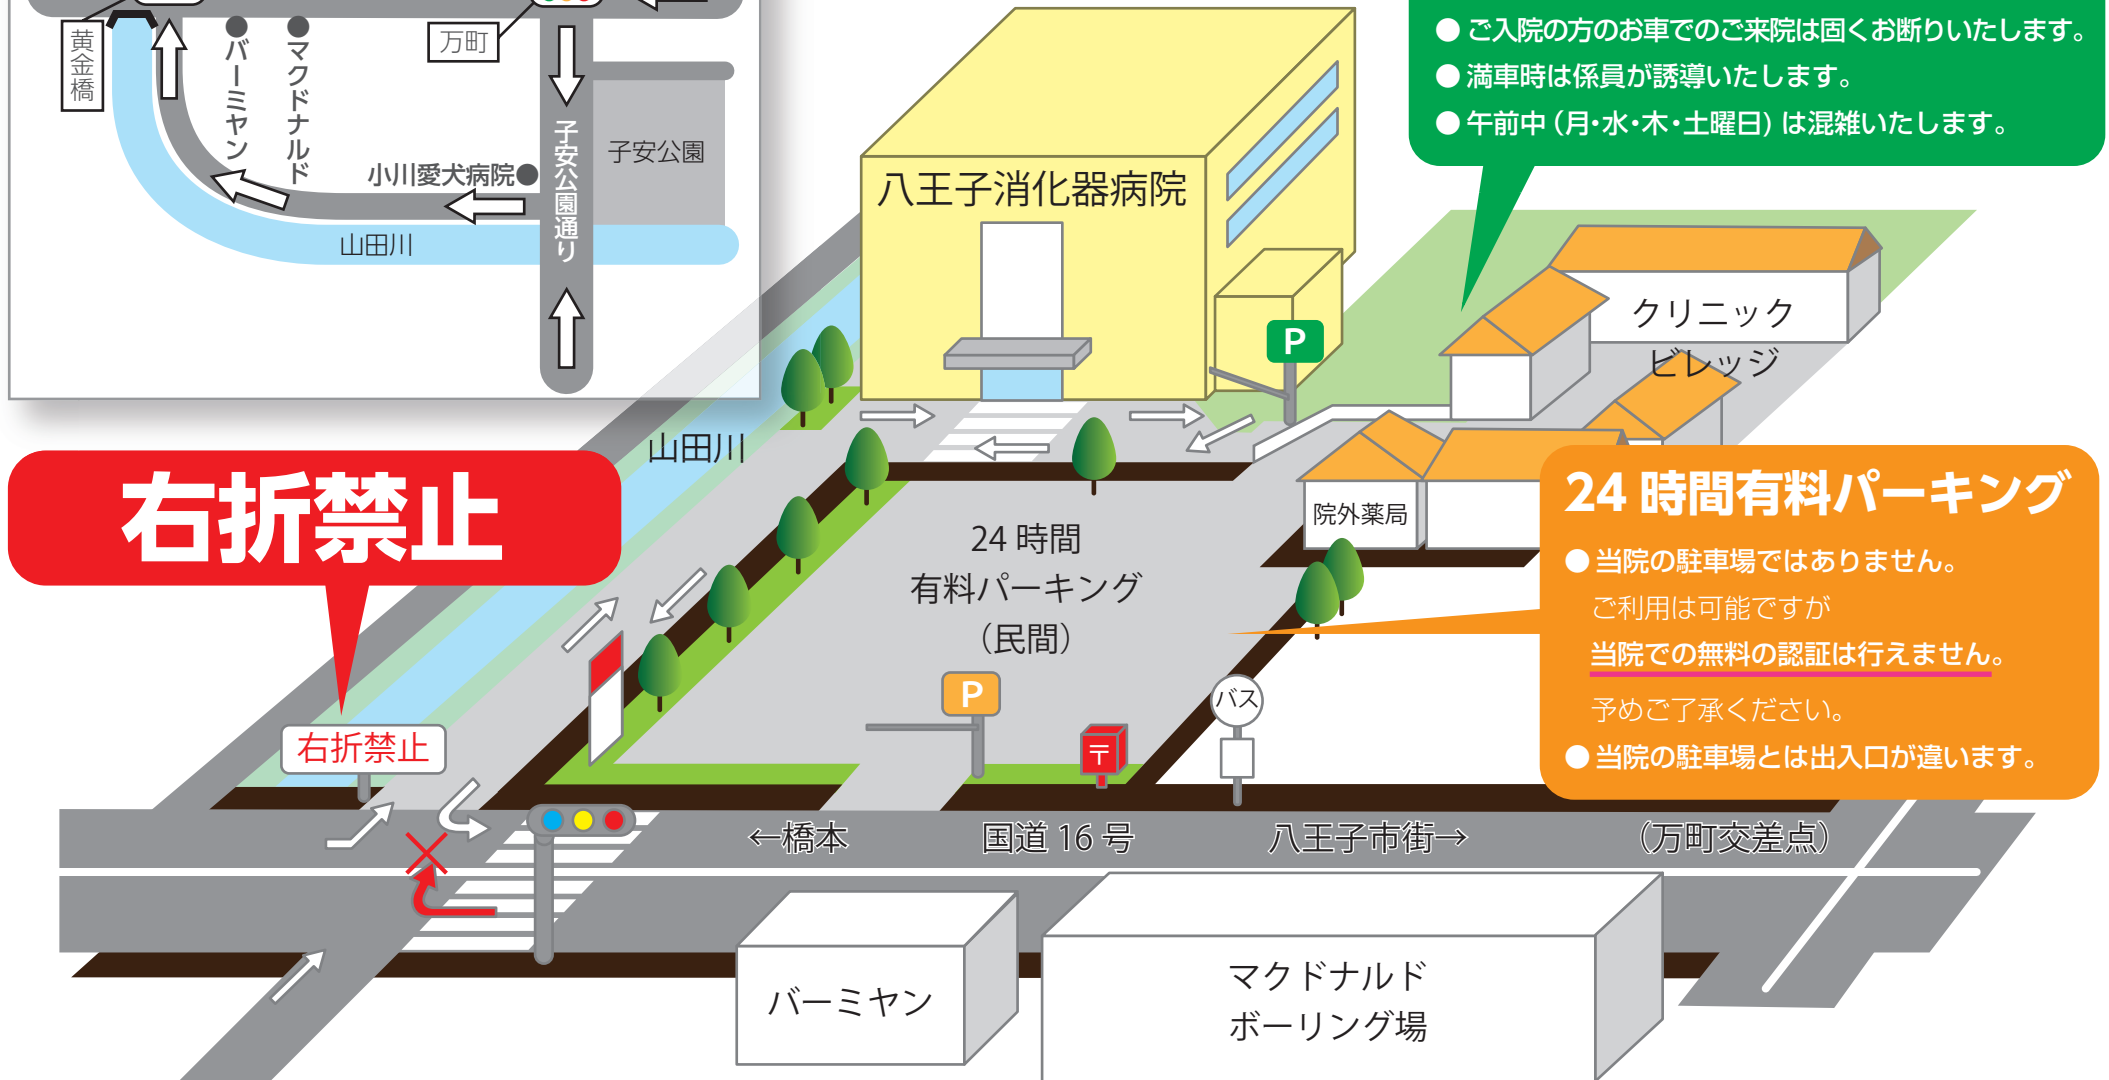 黄金橋
バーミヤン
マクドナルド
万町
小川愛犬病院
子安公園通り
子安公園
山田川
●ご入院の方のお車でのご来院は固くお断りいたします。
●満車時は係員が誘導いたします。
●午前中(月・水・木・土曜日)は混雑いたします。
八王子消化器病院
P
クリニック
ビレッジ
山田川
右折禁止
院外薬局
24時間有料パーキング
●当院の駐車場ではありません。
ご利用は可能ですが
当院での無料の認証は行えません。
予めご了承ください。
●当院の駐車場とは出入口が違います。
24 時間
有料パーキング
(民間)
P
〒
バス
右折禁止
←橋本
国道 16 号
八王子市街→
(万町交差点)
バーミヤン
マクドナルド
ボーリング場